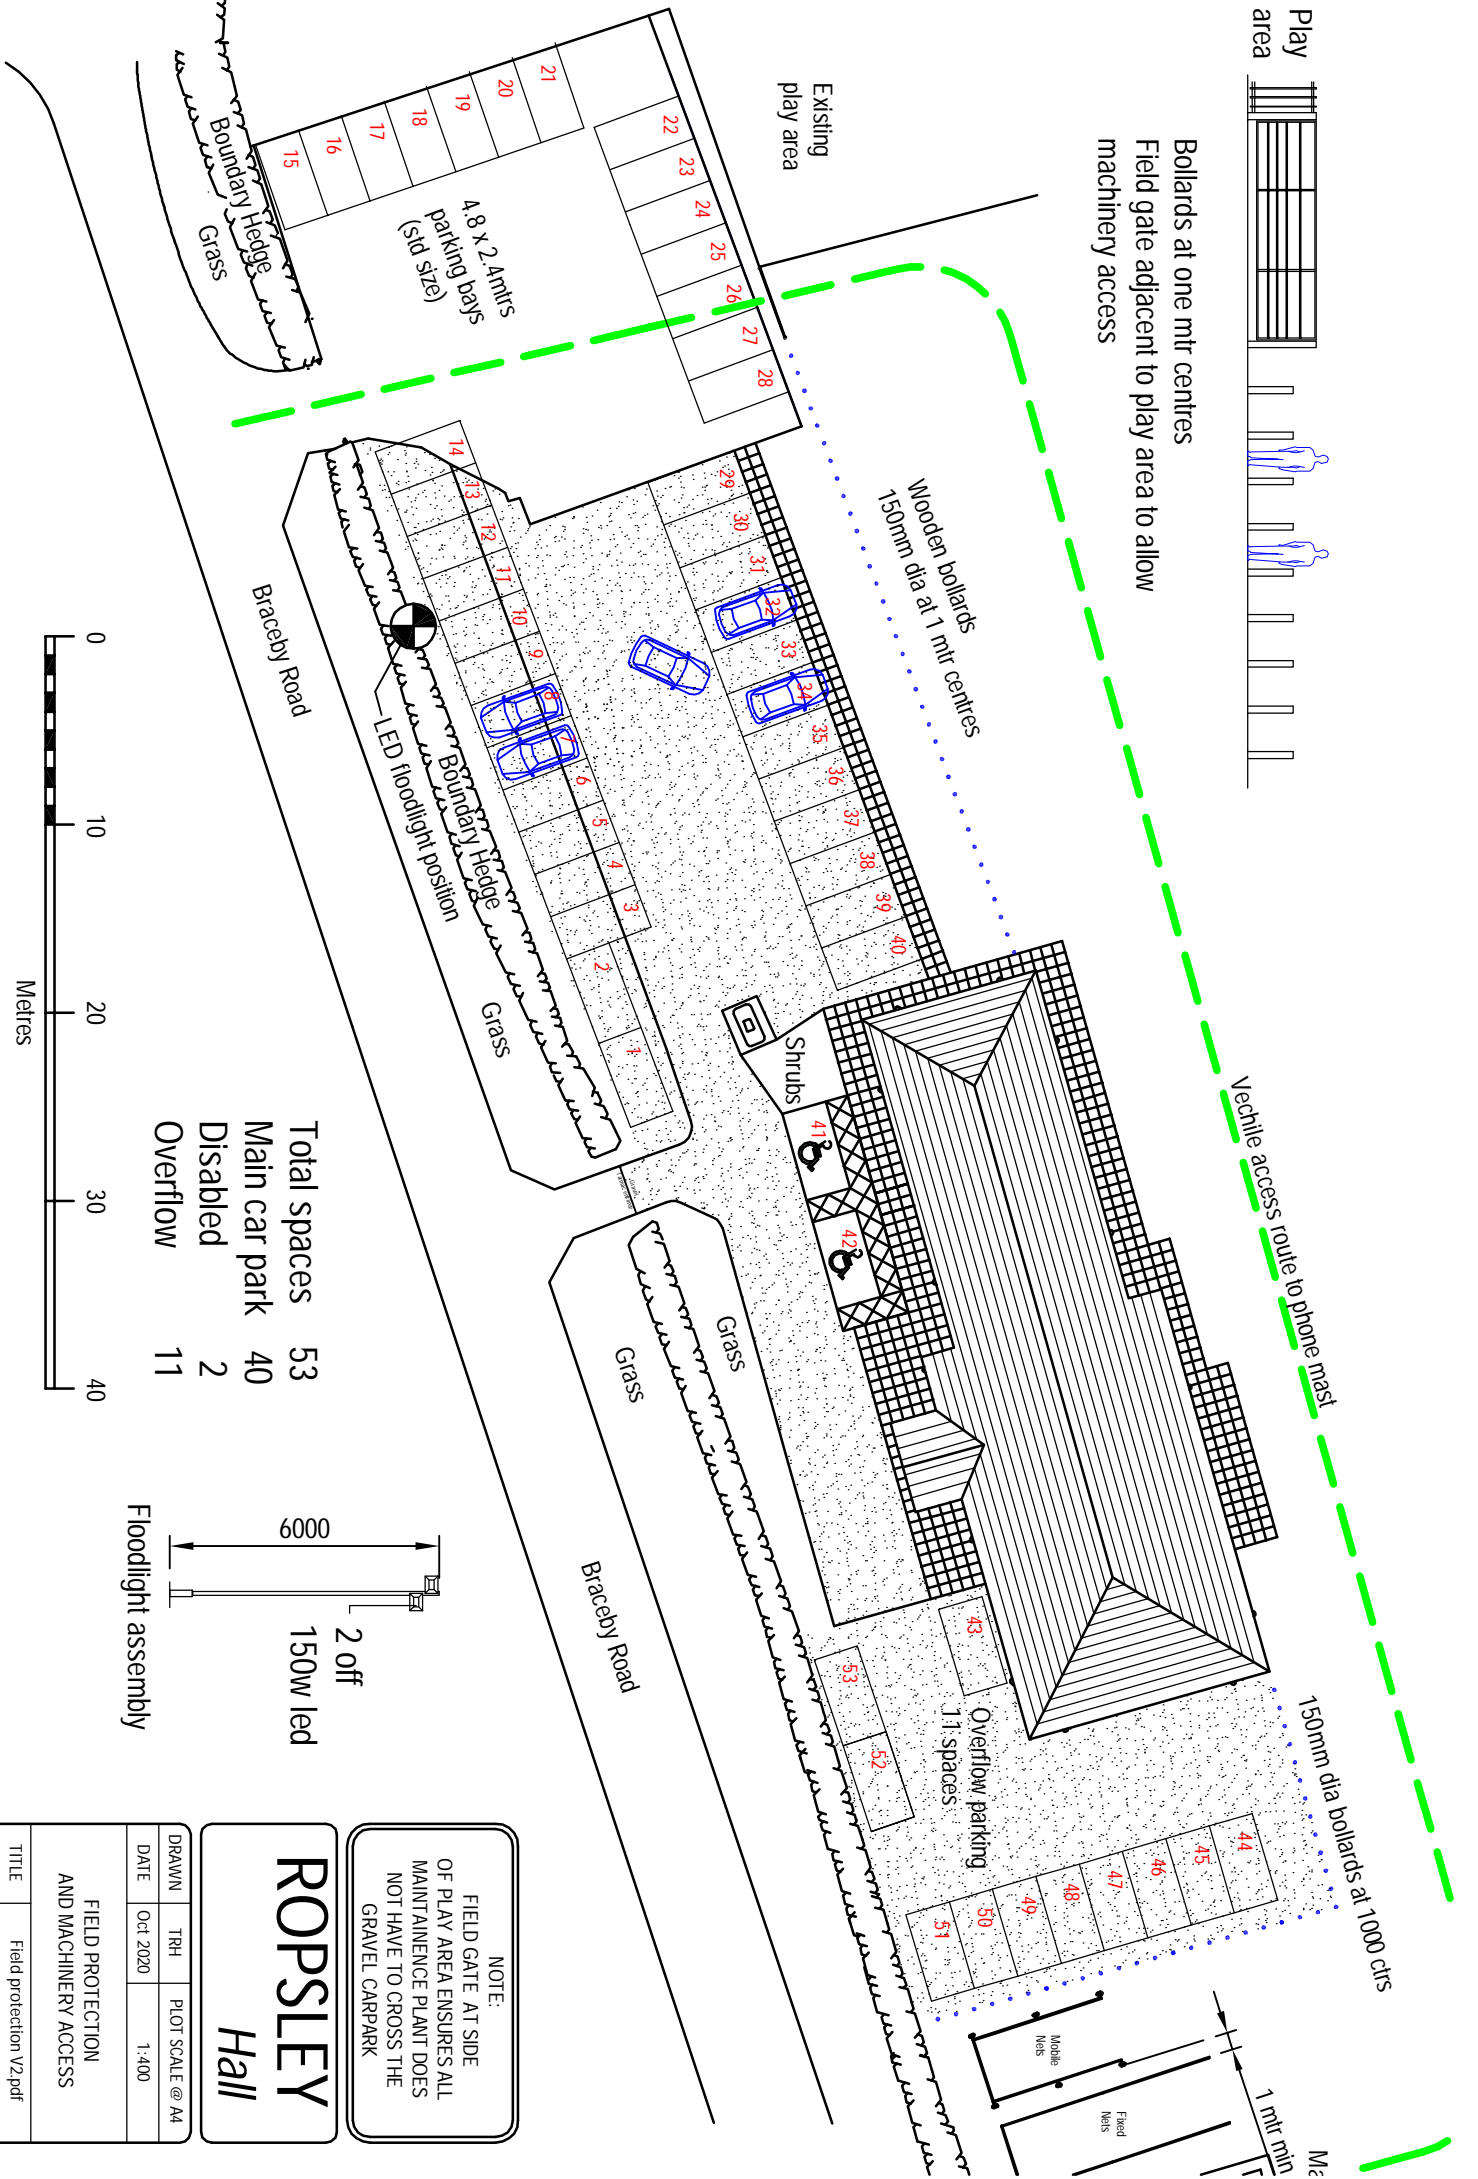 Play
area
Bollards at one mtr centres
Field gate adjacent to play area to allow
machinery access
Existing
play area
Wooden bollards
150mm dia at 1 mtr centres
Vechile access route to phone mast
150mm dia bollards at 1000 ctrs
1 mtr min
Ma
Mobile
Nets
Fixed
Nets
21
20
19
18
17
16
15
22
23
24
25
26
27
28
4.8 x 2.4mtrs
parking bays
(std size)
Boundary Hedge
Grass
14
13
12
11
10
9
8
7
6
5
4
3
2
1
29
30
31
32
33
34
35
36
37
38
39
40
Shrubs
41
42
43
Overflow parking
11 spaces
44
45
46
47
48
49
50
51
52
53
LED floodlight position
Boundary Hedge
Grass
Grass
Grass
Braceby Road
Braceby Road
0
10
20
30
40
Metres
Total spaces 53
Main car park 40
Disabled 2
Overflow 11
6000
2 off
150w led
Floodlight assembly
NOTE:
FIELD GATE AT SIDE
OF PLAY AREA ENSURES ALL
MAINTAINENCE PLANT DOES
NOT HAVE TO CROSS THE
GRAVEL CARPARK
ROPSLEY
Hall
DRAWN TRH PLOT SCALE @ A4
DATE Oct 2020 1:400
FIELD PROTECTION
AND MACHINERY ACCESS
TITLE Field protection V2.pdf